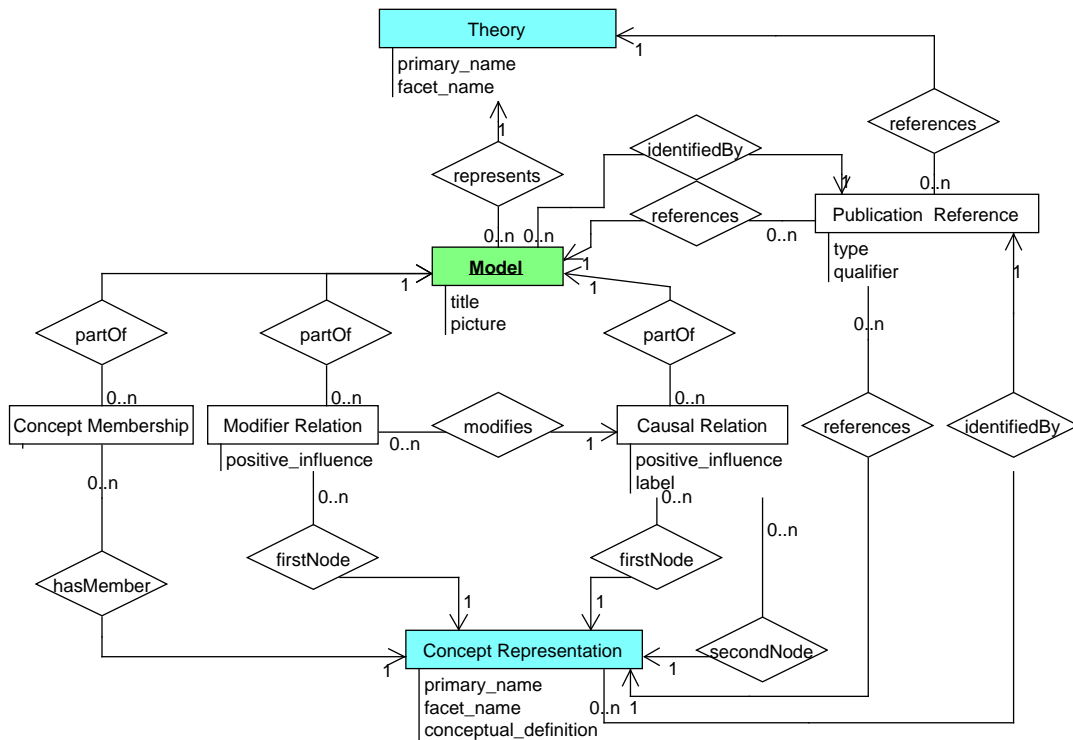 Theory
1
primary_name
facet_name
1
references
identifiedBy
represents
1
0..n
references
Publication Reference
0..n
0..n
0..n
type
qualifier
1
Model
1
1
1
title
picture
0..n
partOf
partOf
partOf
0..n
0..n
0..n
Concept Membership
Modifier Relation
Causal Relation
modifies
references
identifiedBy
0..n
1
positive_influence
positive_influence
label
0..n
0..n
0..n
0..n
firstNode
firstNode
hasMember
1
1
Concept Representation
secondNode
1
1
primary_name
facet_name
conceptual_definition
0..n
1